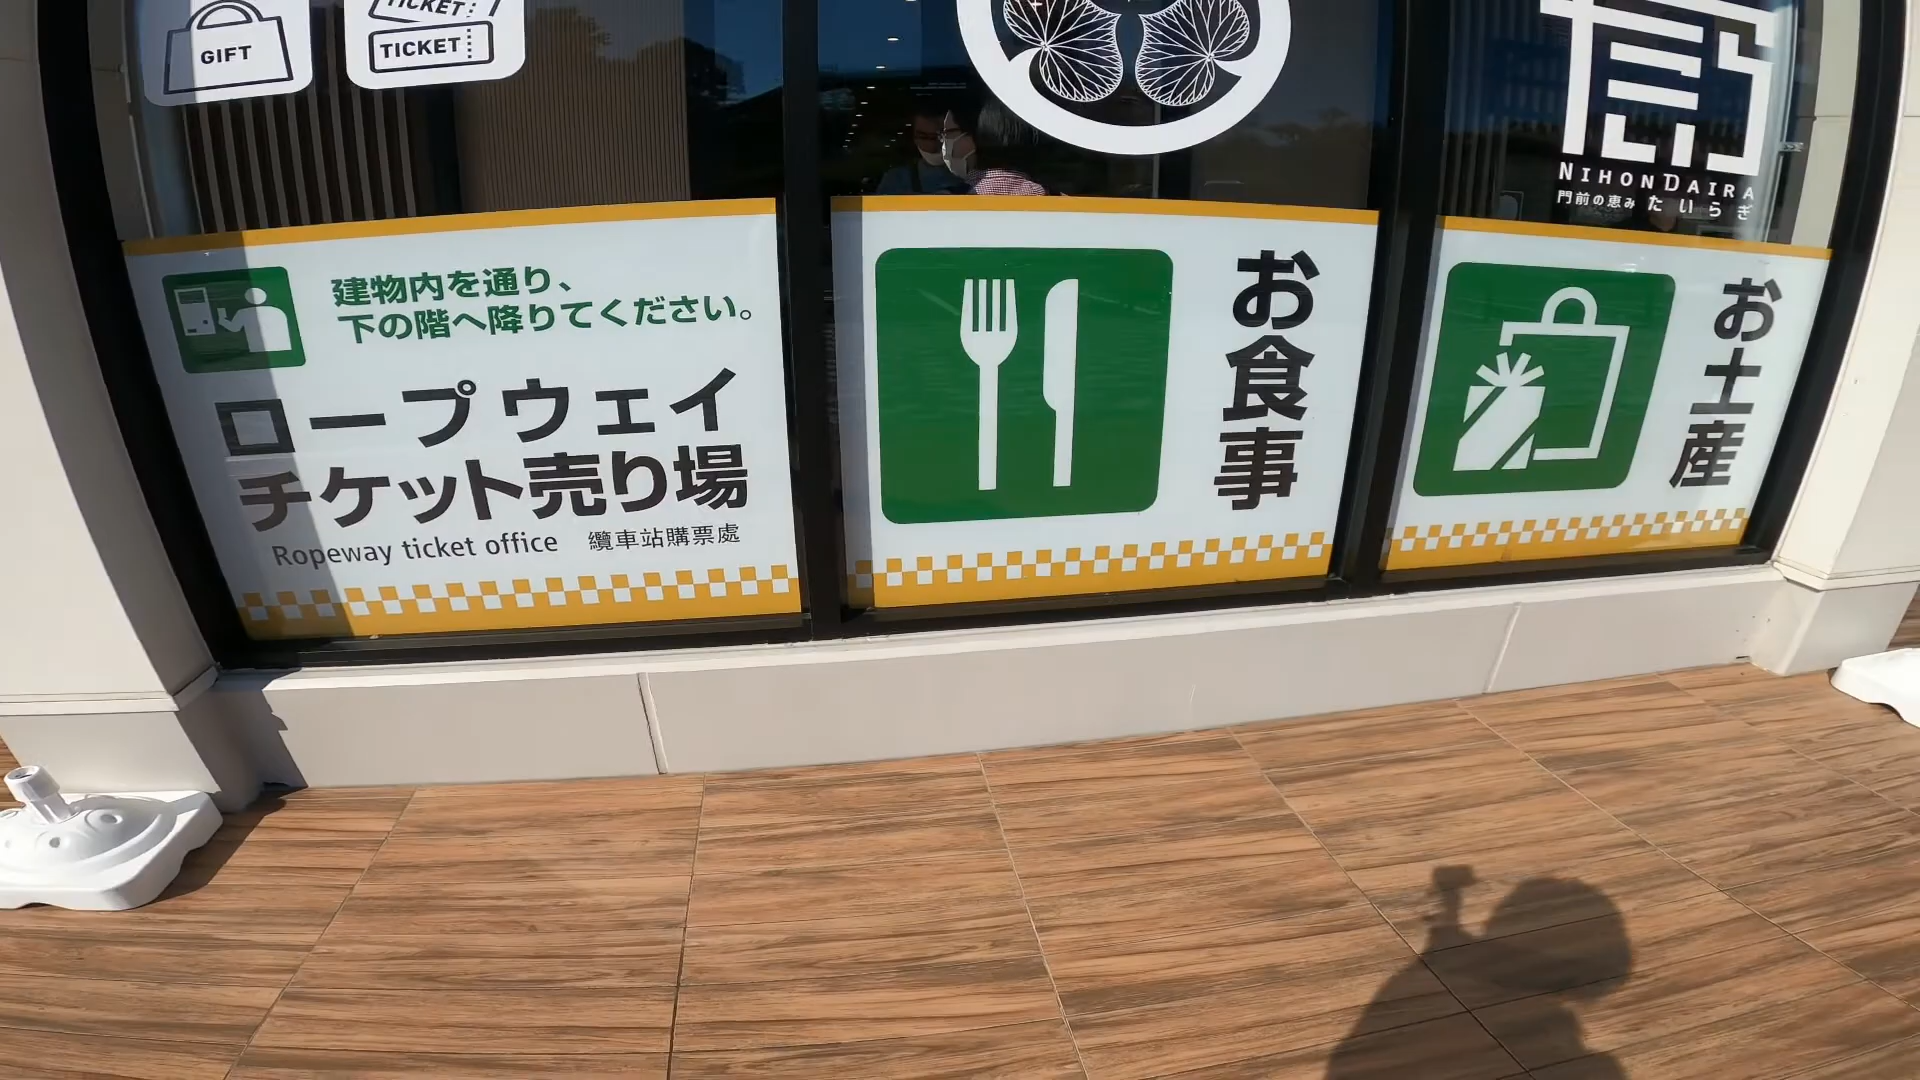 GIFT
TICKET
TICKET
NIHONDAIRA
門前の恵み たいらぎ
建物内を通り、
下の階へ降りてください。
ロープウェイ
チケット売り場
Ropeway ticket office 纜車站購票處
お食事
お土産